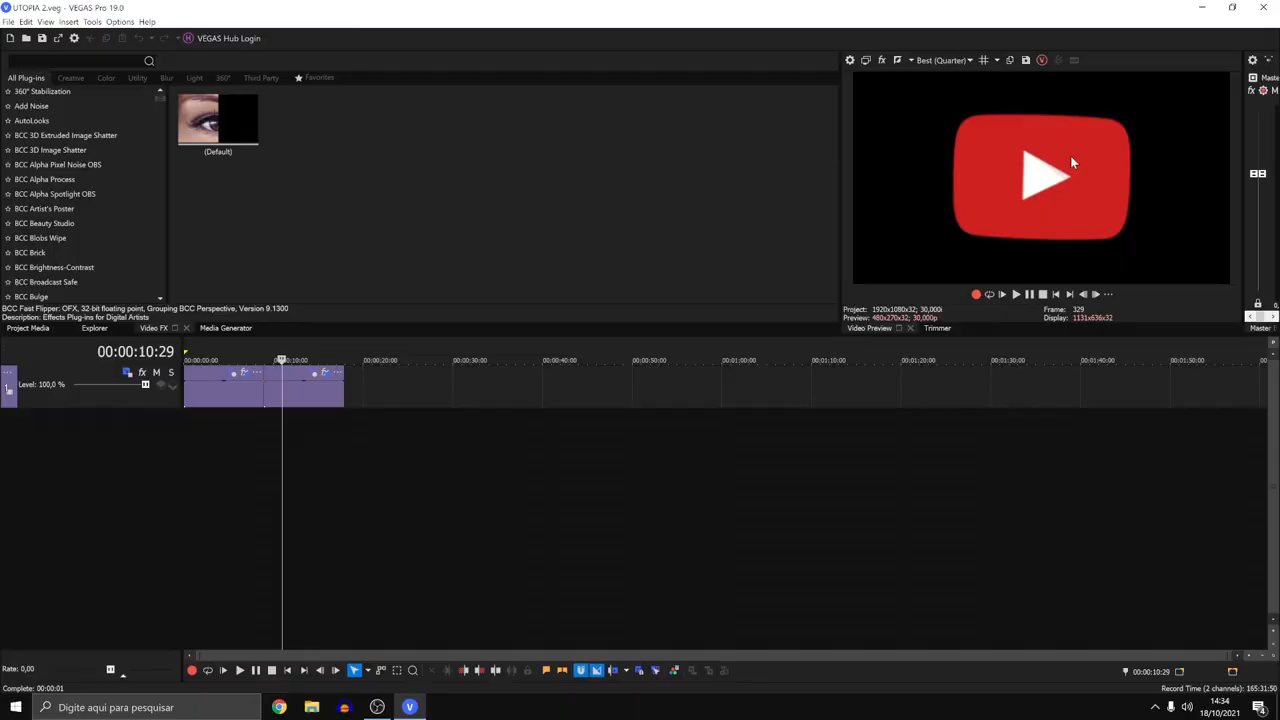 UTOPIA 2.veg - VEGAS Pro 19.0
File Edit View Insert Tools Options Help
VEGAS Hub Login
Best (Quarter)
All Plug-ins Creative Color Utility Blur Light 360° Third Party Favorites
Maste
M
360° Stabilization
Add Noise
AutoLooks
BCC 3D Extruded Image Shatter
BCC 3D Image Shatter
BCC Alpha Pixel Noise OBS
BCC Alpha Process
BCC Alpha Spotlight OBS
BCC Artist's Poster
BCC Beauty Studio
BCC Blobs Wipe
BCC Brick
BCC Brightness-Contrast
BCC Broadcast Safe
BCC Bulge
(Default)
BCC Fast Flipper: OFX, 32-bit floating point, Grouping BCC Perspective, Version 9.1300
Description: Effects Plug-ins for Digital Artists
Project: 1920x1080x32; 30,000i Frame: 329
Preview: 480x270x32; 30,000p Display: 1131x636x32
Project Media Explorer Video FX Media Generator Video Preview Trimmer Master
00:00:10:29
00:00:00:00 00:00:10:00 00:00:20:00 00:00:30:00 00:00:40:00 00:00:50:00 00:01:00:00 00:01:10:00 00:01:20:00 00:01:30:00 00:01:40:00 00:01:50:00 00
fx M S
Level: 100,0 %
Rate: 0,00
00:00:10:29
Complete: 00:00:01
Record Time (2 channels): 165:31:50
Digite aqui para pesquisar
14:34
18/10/2021
4